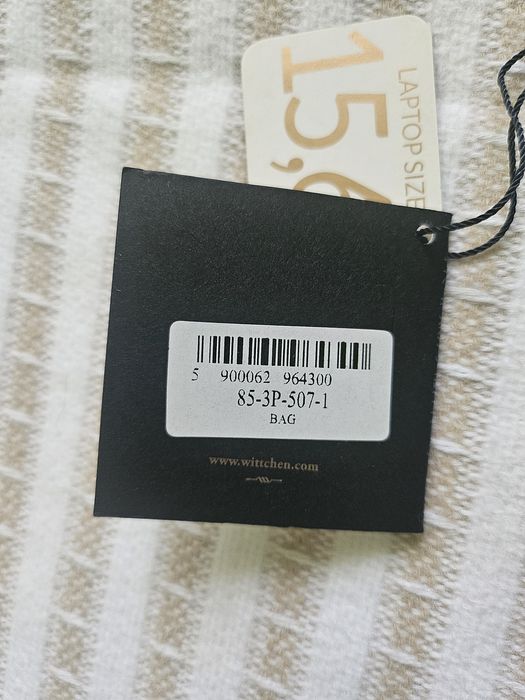 LAPTOP SIZE
15,6
5 900062 964300
85-3P-507-1
BAG
www.wittchen.com